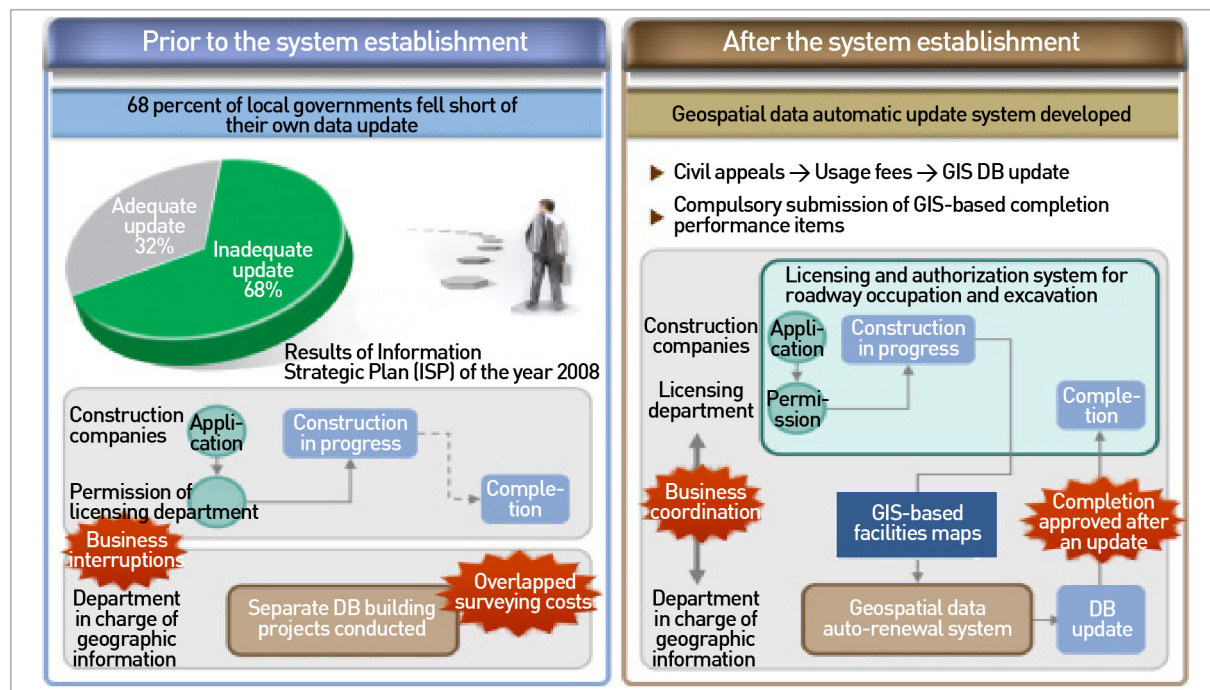 Prior to the system establishment
68 percent of local governments fell short of
their own data update
Adequate
update
32%
Inadequate
update
68%
Results of Information
Strategic Plan (ISP) of the year 2008
Construction
companies
Appli-
cation
Construction
in progress
Permission of
licensing department
Comple-
tion
Business
interruptions
Overlapped
surveying costs
Department
in charge of
geographic
information
Separate DB building
projects conducted
After the system establishment
Geospatial data automatic update system developed
Civil appeals → Usage fees → GIS DB update
Compulsory submission of GIS-based completion
performance items
Licensing and authorization system for
roadway occupation and excavation
Construction
companies
Appli-
cation
Construction
in progress
Licensing
department
Permi-
ssion
Comple-
tion
Business
coordination
GIS-based
facilities maps
Completion
approved after
an update
Department
in charge of
geographic
information
Geospatial data
auto-renewal system
DB
update